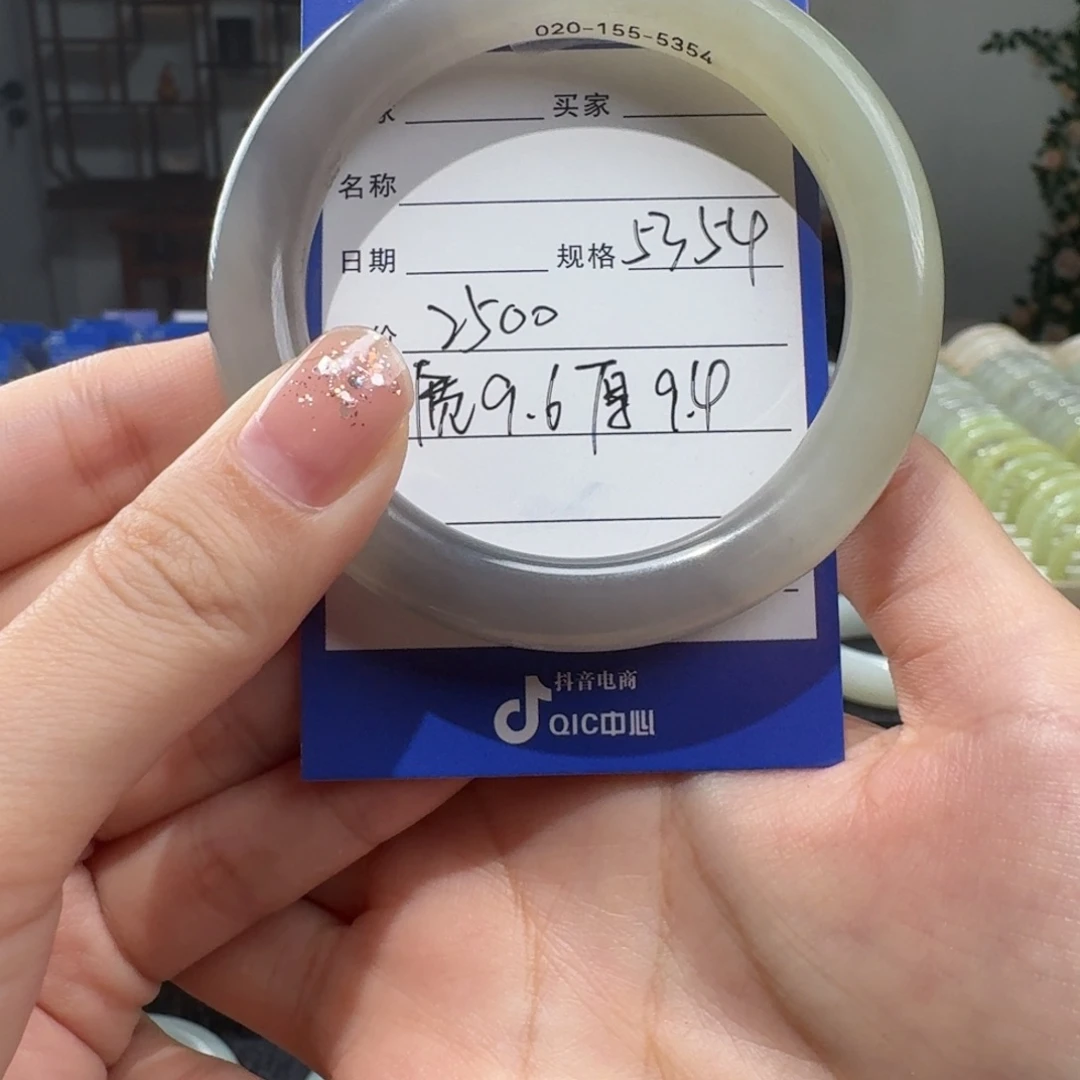 020-155-5354
买家
名称
日期 规格 5354
价 2500
宽9.6 厚9.4
抖音电商
QIC中心